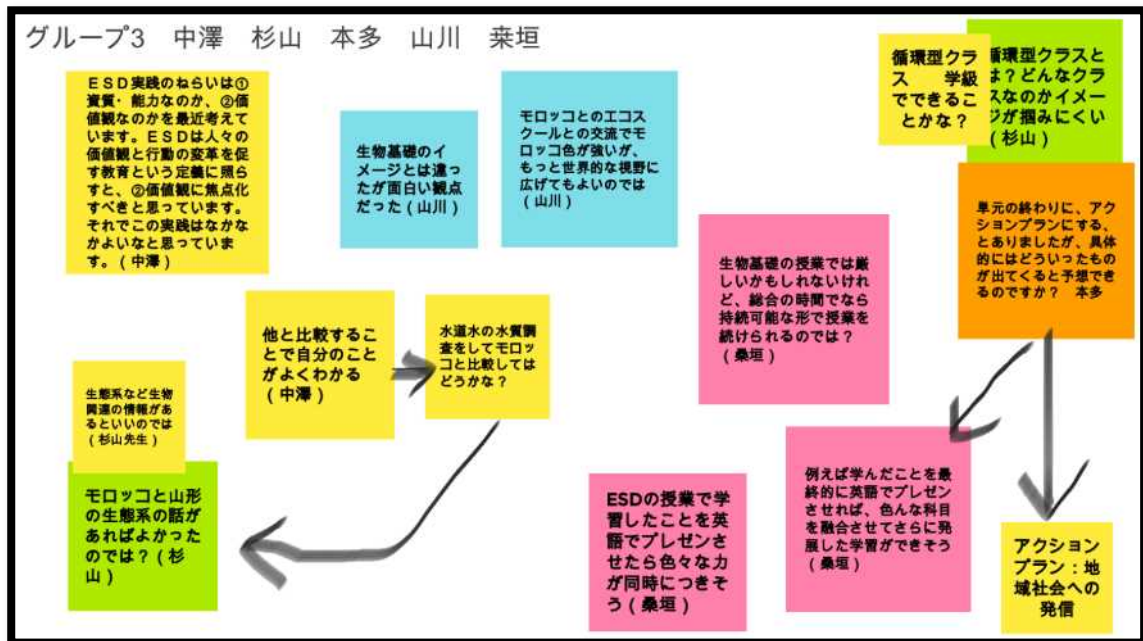 グループ3　中澤　杉山　本多　山川　桒垣
ＥＳＤ実践のねらいは①
資質・能力なのか、②価
値観なのかを最近考えて
います。ＥＳＤは人々の
価値観と行動の変革を促
す教育という定義に照ら
すと、②価値観に焦点化
すべきと思っています。
それでこの実践はなかな
かよいなと思っていま
す。（中澤）
生物基礎のイ
メージとは違っ
たが面白い観点
だった（山川）
モロッコとのエコス
クールとの交流でモ
ロッコ色が強いが、
もっと世界的な視野に
広げてもよいのでは
（山川）
循環型クラ
ス　学級
でできるこ
とかな？
循環型クラスと
は？どんなクラ
スなのかイメー
ジが掴みにくい
（杉山）
単元の終わりに、アク
ションプランにする、
とありましたが、具体
的にはどういったもの
が出てくると予想でき
るのですか？　本多
生物基礎の授業では厳
しいかもしれないけれ
ど、総合の時間でなら
持続可能な形で授業を
続けられるのでは？
（桑垣）
他と比較するこ
とで自分のこと
がよくわかる
（中澤）
水道水の水質調
査をしてモロッ
コと比較しては
どうかな？
生態系など生物
関連の情報があ
るといいのでは
（杉山先生）
モロッコと山形
の生態系の話が
あればよかった
のでは？（杉
山）
ESDの授業で学
習したことを英
語でプレゼンさ
せたら色々な力
が同時につきそ
う（桑垣）
例えば学んだことを最
終的に英語でプレゼン
させれば、色んな科目
を融合させてさらに発
展した学習ができそう
（桑垣）
アクション
プラン：地
域社会への
発信